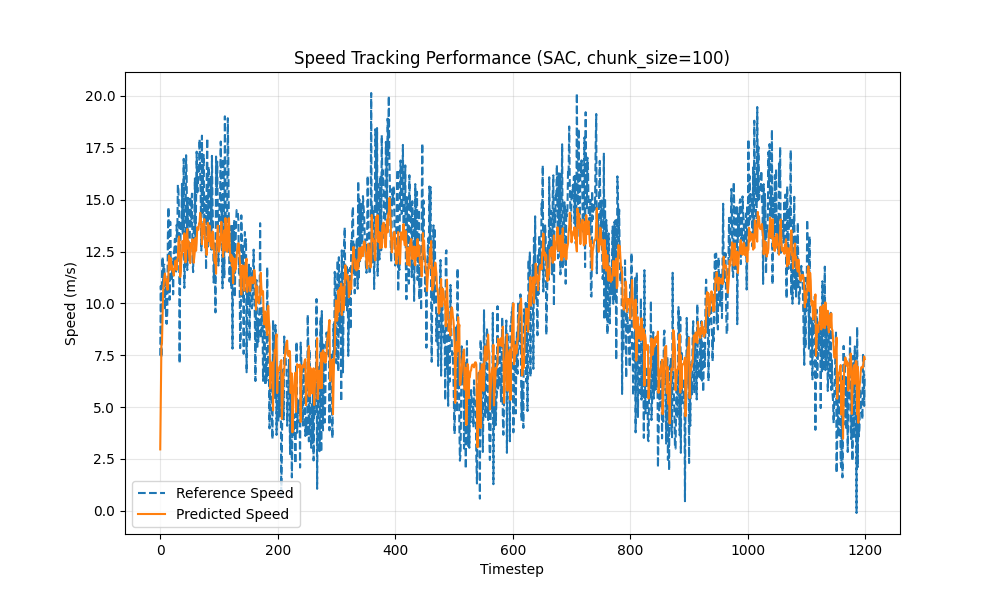 Speed Tracking Performance (SAC, chunk_size=100)
Speed (m/s)
20.0
17.5
15.0
12.5
10.0
7.5
5.0
2.5
0.0
Reference Speed
Predicted Speed
0 200 400 600 800 1000 1200
Timestep